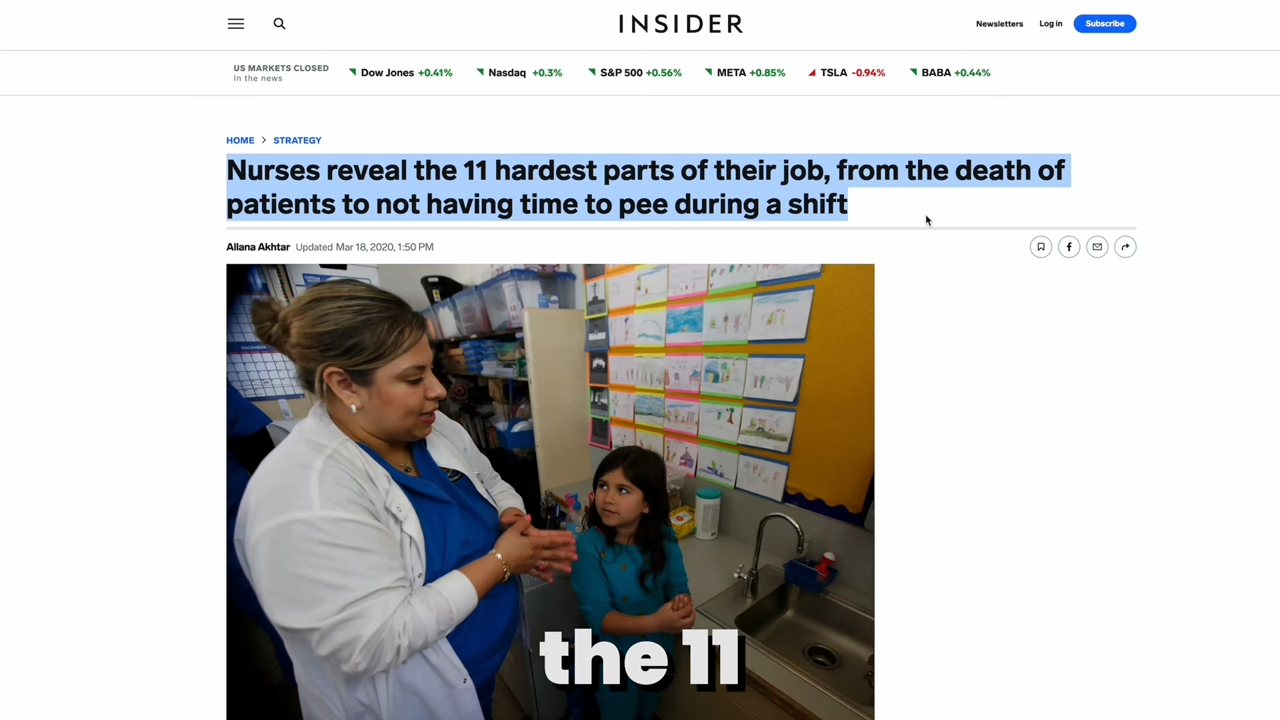 INSIDER
Newsletters
Log in
Subscribe
US MARKETS CLOSED
In the news
Dow Jones +0.41%
Nasdaq +0.3%
S&P 500 +0.56%
META +0.85%
TSLA -0.94%
BABA +0.44%
HOME > STRATEGY
Nurses reveal the 11 hardest parts of their job, from the death of
patients to not having time to pee during a shift
Allana Akhtar Updated Mar 18, 2020, 1:50 PM
the 11